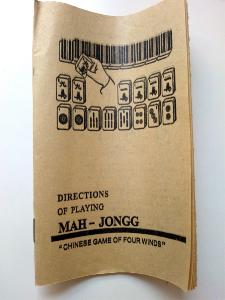 DIRECTIONS
OF PLAYING
MAH - JONGG
"CHINESE GAME OF FOUR WINDS"